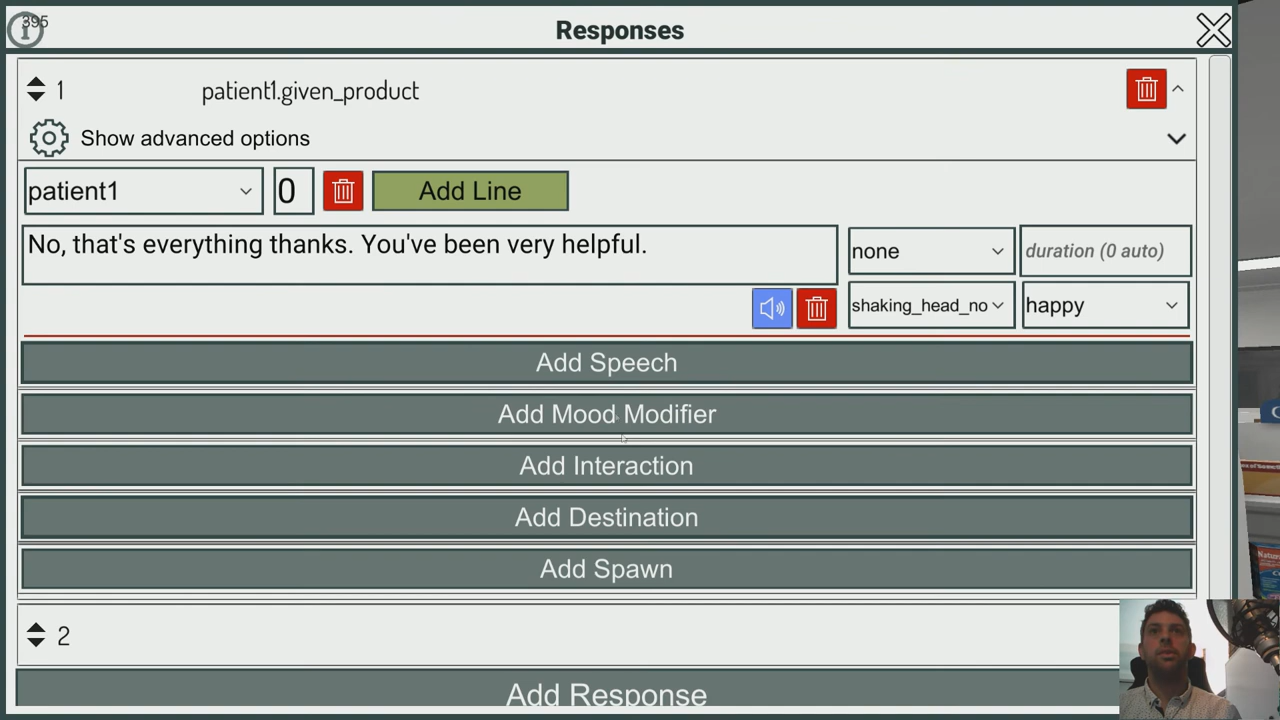 395
Responses
1 patient1.given_product
Show advanced options
patient1 0 Add Line
No, that's everything thanks. You've been very helpful.
none duration (0 auto)
shaking_head_no happy
Add Speech
Add Mood Modifier
Add Interaction
Add Destination
Add Spawn
2
Add Response